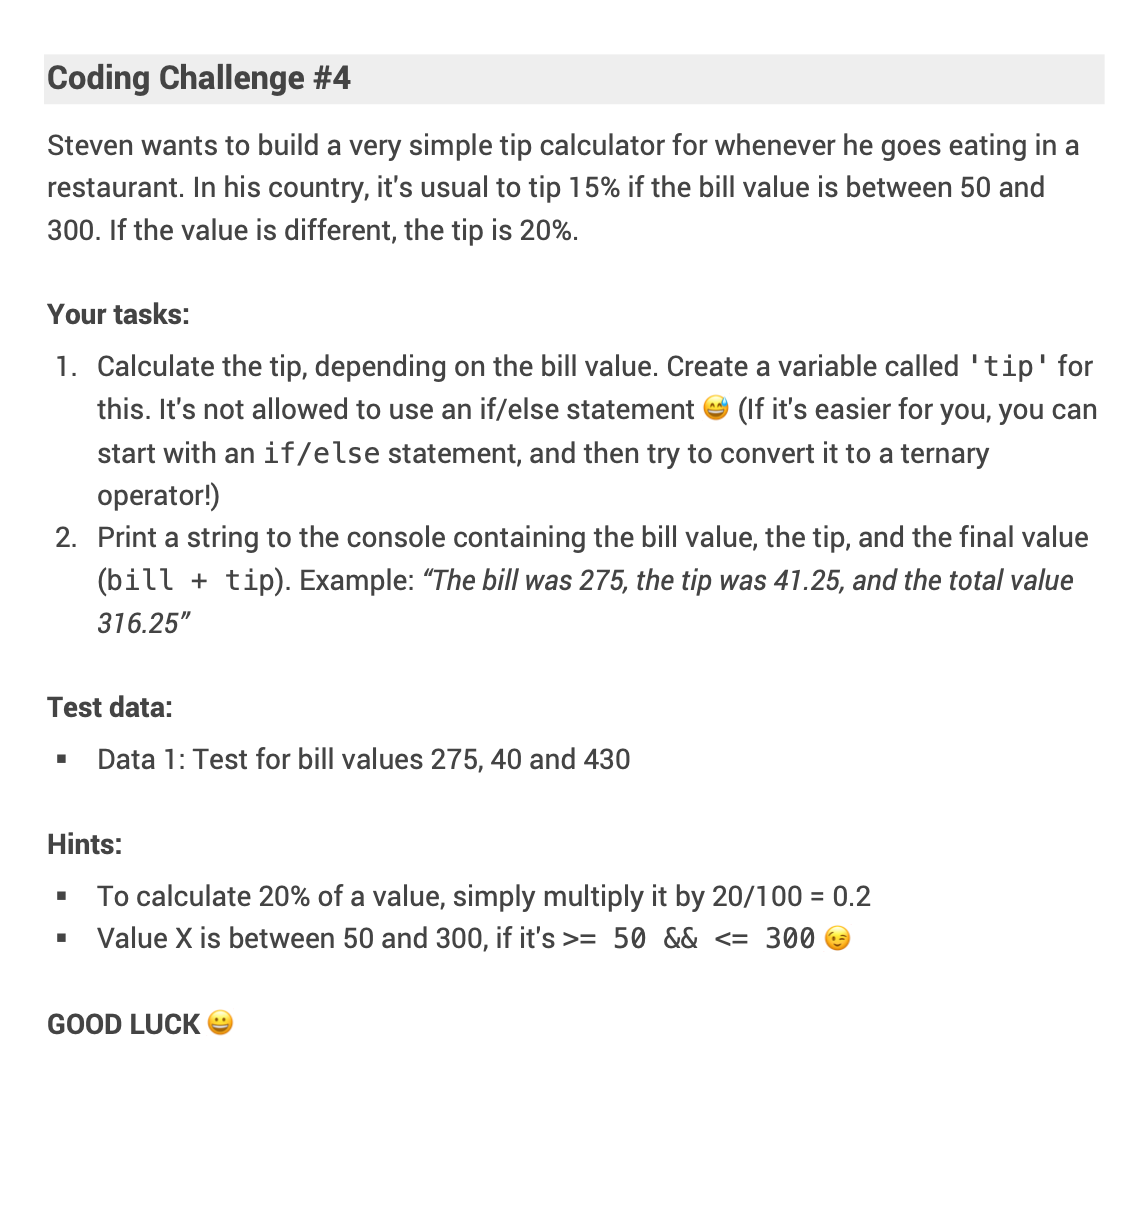 Coding Challenge #4
Steven wants to build a very simple tip calculator for whenever he goes eating in a
restaurant. In his country, it's usual to tip 15% if the bill value is between 50 and
300. If the value is different, the tip is 20%.
Your tasks:
1. Calculate the tip, depending on the bill value. Create a variable called 'tip' for
this. It's not allowed to use an if/else statement 😅 (If it's easier for you, you can
start with an if/else statement, and then try to convert it to a ternary
operator!)
2. Print a string to the console containing the bill value, the tip, and the final value
(bill + tip). Example: “The bill was 275, the tip was 41.25, and the total value
316.25”
Test data:
▪ Data 1: Test for bill values 275, 40 and 430
Hints:
▪ To calculate 20% of a value, simply multiply it by 20/100 = 0.2
▪ Value X is between 50 and 300, if it's >= 50 && <= 300 😉
GOOD LUCK 😀